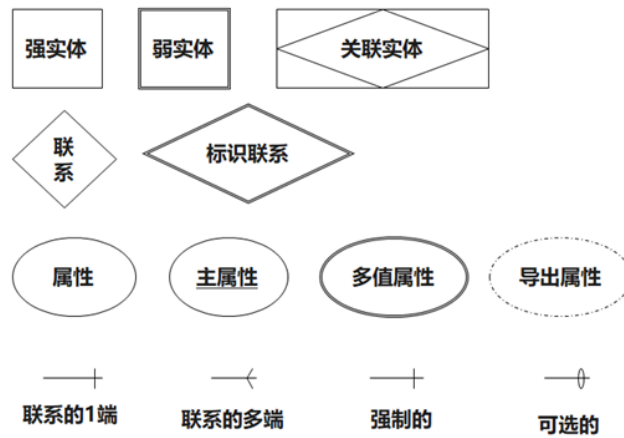 强实体
弱实体
关联实体
联
系
标识联系
属性
主属性
多值属性
导出属性
联系的1端
联系的多端
强制的
可选的